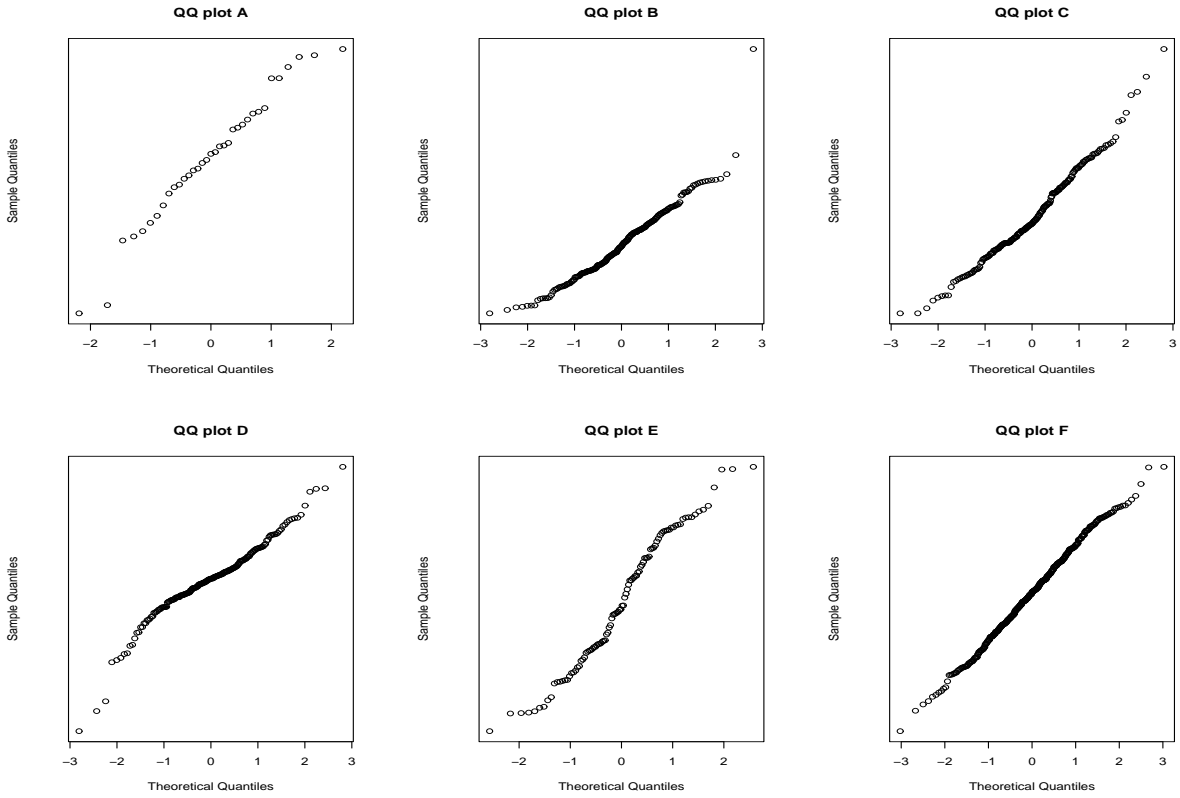 QQ plot A
QQ plot B
QQ plot C
Sample Quantiles
Sample Quantiles
Sample Quantiles
−2 −1 0 1 2
−3 −2 −1 0 1 2 3
−3 −2 −1 0 1 2 3
Theoretical Quantiles
Theoretical Quantiles
Theoretical Quantiles
QQ plot D
QQ plot E
QQ plot F
Sample Quantiles
Sample Quantiles
Sample Quantiles
−3 −2 −1 0 1 2 3
−2 −1 0 1 2
−3 −2 −1 0 1 2 3
Theoretical Quantiles
Theoretical Quantiles
Theoretical Quantiles